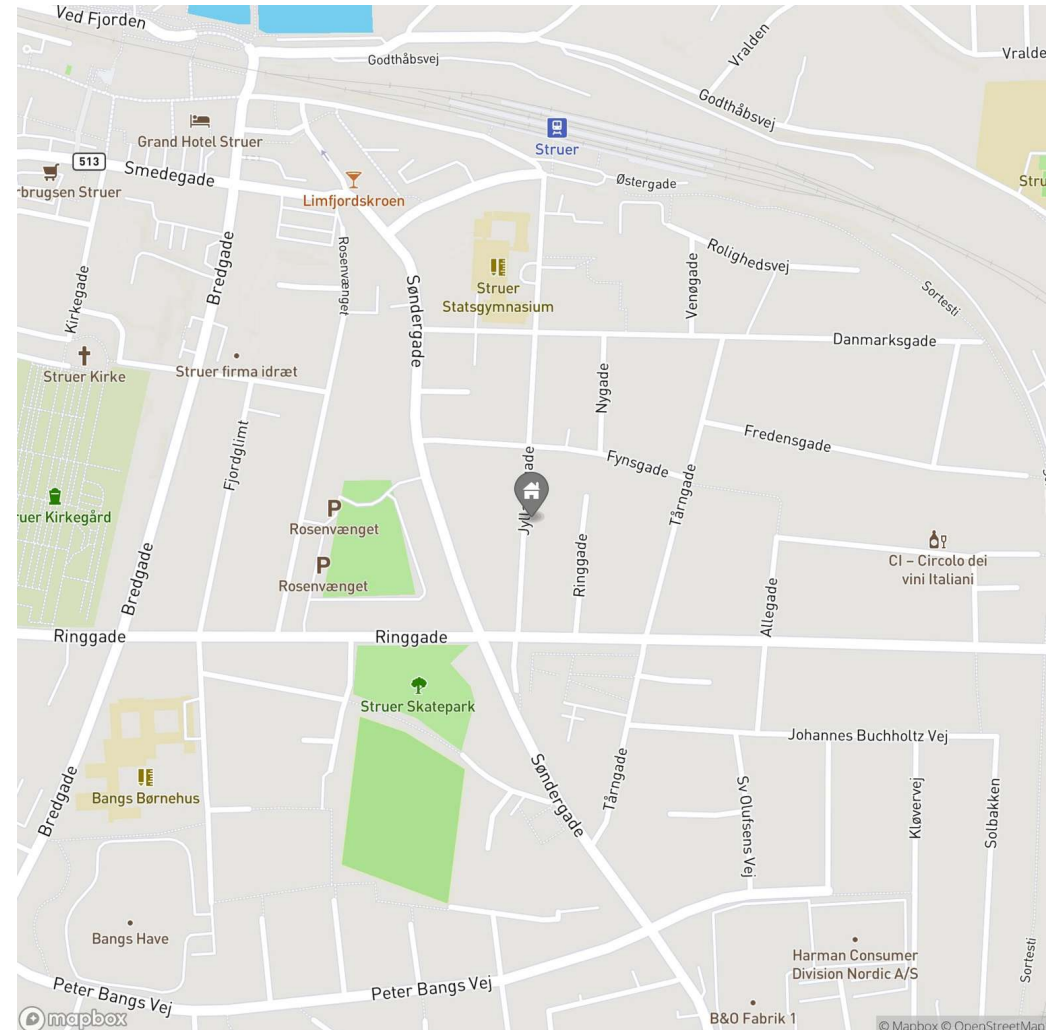 Ved Fjorden
Godthåbsvej
Vralden
Vralde
Godthåbsvej
Grand Hotel Struer
Struer
513
Smedegade
rbrugsen Struer
Limfjordskroen
Østergade
Stru
Kirkegade
Bredgade
Rosenvænget
Søndergade
Struer
Statsgymnasium
Venøgade
Rolighedsvej
Sortesti
Danmarksgade
Struer Kirke
Struer firma idræt
Nygade
Fjordglimt
Fynsgade
Tårngade
Fredensgade
ruer Kirkegård
Rosenvænget
Rosenvænget
Ringgade
CI – Circolo dei
vini Italiani
Bredgade
Allegade
Ringgade
Ringgade
Struer Skatepark
Johannes Buchholtz Vej
Bangs Børnehus
Bredgade
Søndergade
Tårngade
Sv Olufsens Vej
Kløvervej
Solbakken
Bangs Have
Harman Consumer
Division Nordic A/S
Sortesti
Peter Bangs Vej
Peter Bangs Vej
B&O Fabrik 1
mapbox
© Mapbox © OpenStreetMap